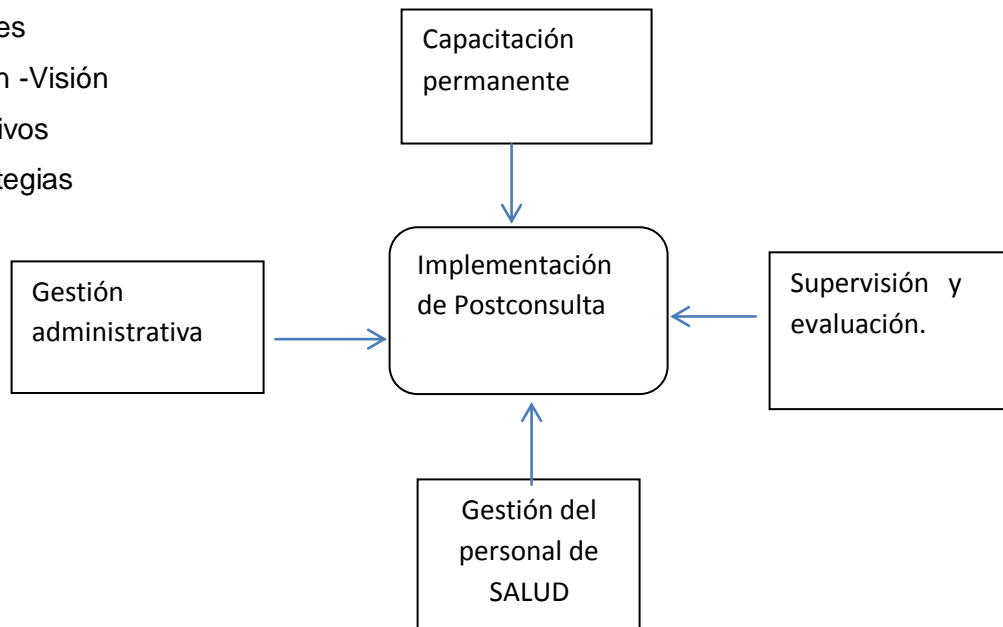 es
n -Visión
ivos
tegias
Capacitación
permanente
Gestión
administrativa
Implementación
de Postconsulta
Supervisión y
evaluación.
Gestión del
personal de
SALUD